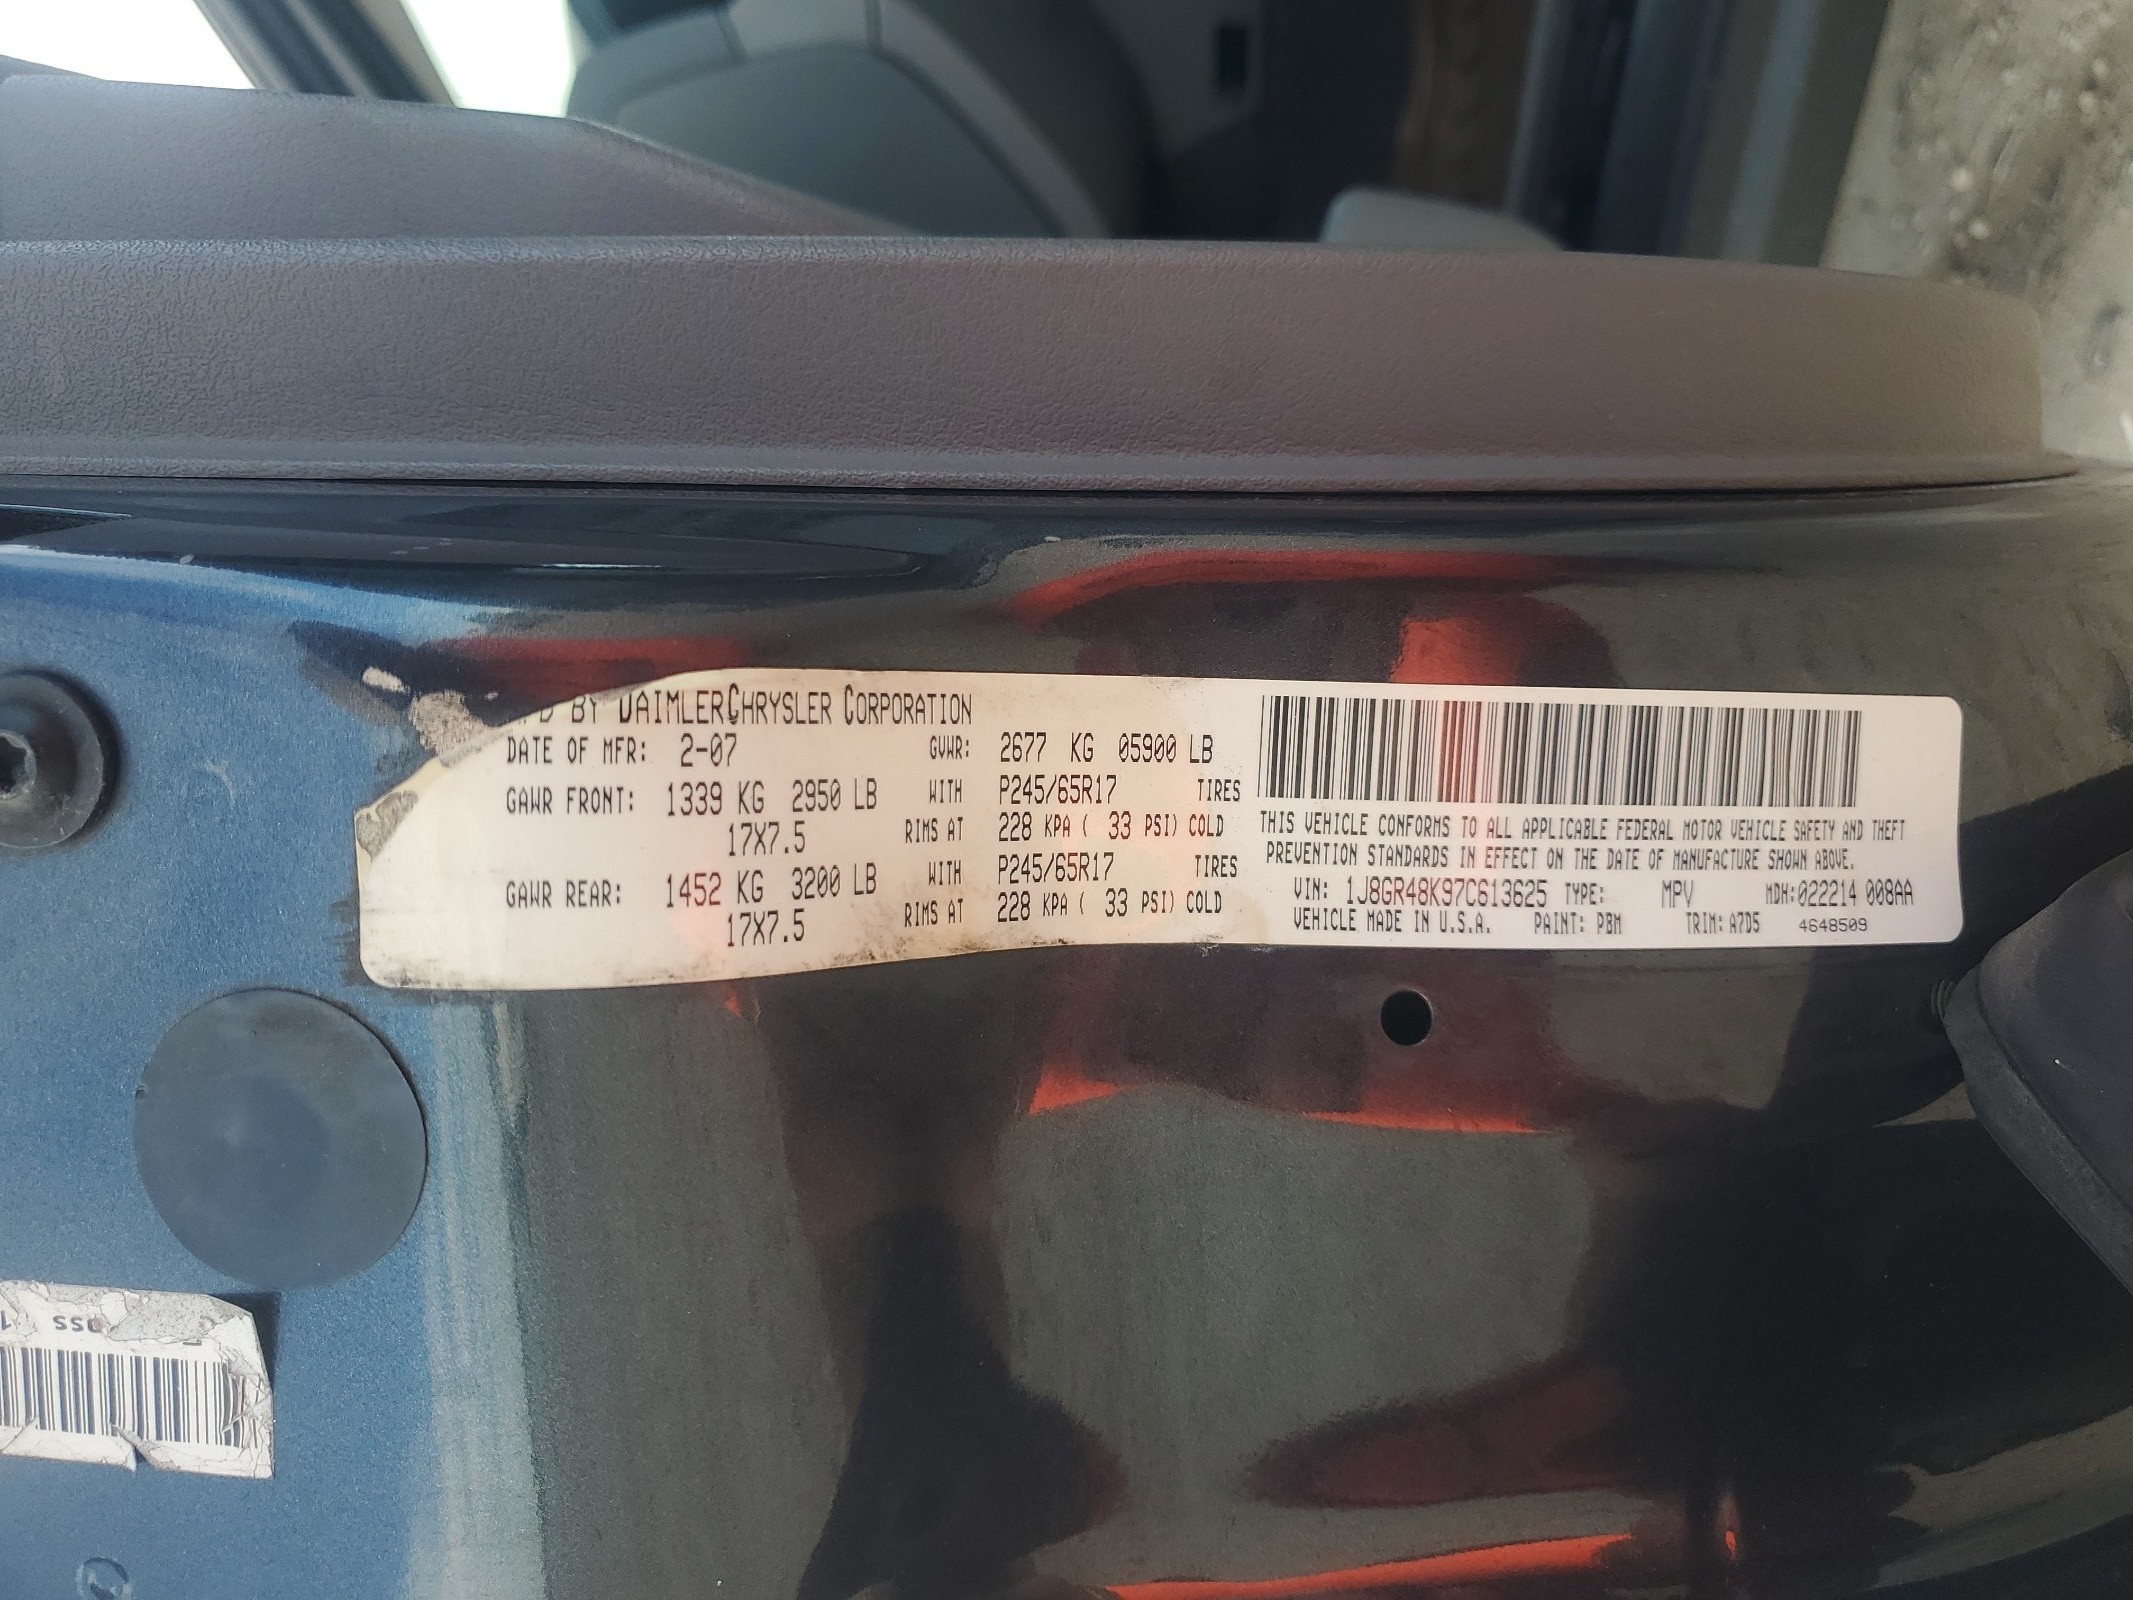 BY DAIMLERCHRYSLER CORPORATION
DATE OF MFR: 2-07 GVWR: 2677 KG 05900 LB
GAWR FRONT: 1339 KG 2950 LB WITH P245/65R17 TIRES
17X7.5 RIMS AT 228 KPA ( 33 PSI) COLD
GAWR REAR: 1452 KG 3200 LB WITH P245/65R17 TIRES
17X7.5 RIMS AT 228 KPA ( 33 PSI) COLD
THIS VEHICLE CONFORMS TO ALL APPLICABLE FEDERAL MOTOR VEHICLE SAFETY AND THEFT
PREVENTION STANDARDS IN EFFECT ON THE DATE OF MANUFACTURE SHOWN ABOVE.
VIN: 1J8GR48K97C613625 TYPE: MPV MDH:022214 008AA
VEHICLE MADE IN U.S.A. PAINT: PBM TRIM: A7D5 4648509